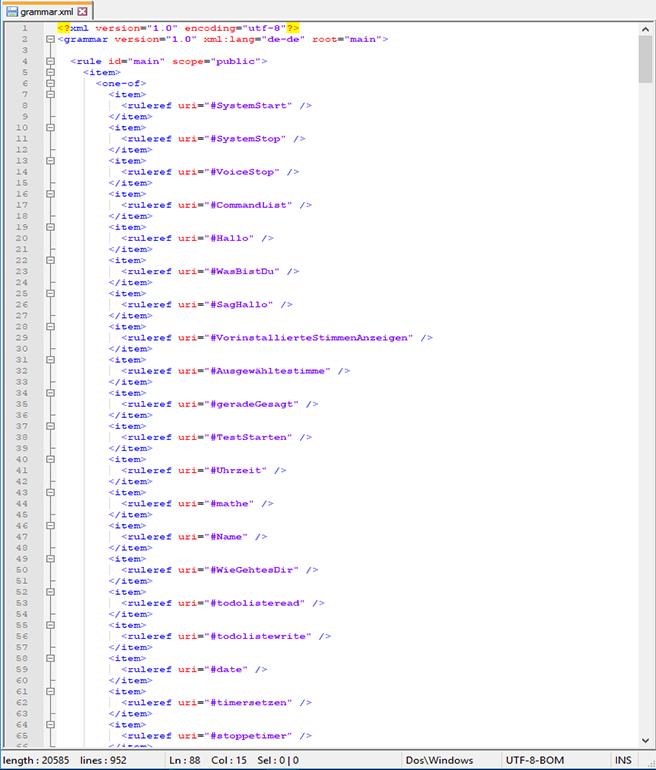 grammar.xml
1 <?xml version="1.0" encoding="utf-8"?>
2 <grammar version="1.0" xml:lang="de-de" root="main">
3
4 <rule id="main" scope="public">
5 <item>
6 <one-of>
7 <item>
8 <ruleref uri="#SystemStart" />
9 </item>
10 <item>
11 <ruleref uri="#SystemStop" />
12 </item>
13 <item>
14 <ruleref uri="#VoiceStop" />
15 </item>
16 <item>
17 <ruleref uri="#CommandList" />
18 </item>
19 <item>
20 <ruleref uri="#Hallo" />
21 </item>
22 <item>
23 <ruleref uri="#WasBistDu" />
24 </item>
25 <item>
26 <ruleref uri="#SagHallo" />
27 </item>
28 <item>
29 <ruleref uri="#VorinstallierteStimmenAnzeigen" />
30 </item>
31 <item>
32 <ruleref uri="#Ausgewähltestimme" />
33 </item>
34 <item>
35 <ruleref uri="#geradeGesagt" />
36 </item>
37 <item>
38 <ruleref uri="#TestStarten" />
39 </item>
40 <item>
41 <ruleref uri="#Uhrzeit" />
42 </item>
43 <item>
44 <ruleref uri="#mathe" />
45 </item>
46 <item>
47 <ruleref uri="#Name" />
48 </item>
49 <item>
50 <ruleref uri="#WieGehtesDir" />
51 </item>
52 <item>
53 <ruleref uri="#todolisteread" />
54 </item>
55 <item>
56 <ruleref uri="#todolistewrite" />
57 </item>
58 <item>
59 <ruleref uri="#date" />
60 </item>
61 <item>
62 <ruleref uri="#timersetzen" />
63 </item>
64 <item>
65 <ruleref uri="#stoppetimer" />
66 </item>
length : 20585 lines : 952 Ln : 88 Col : 15 Sel : 0 | 0 Dos\Windows UTF-8-BOM INS